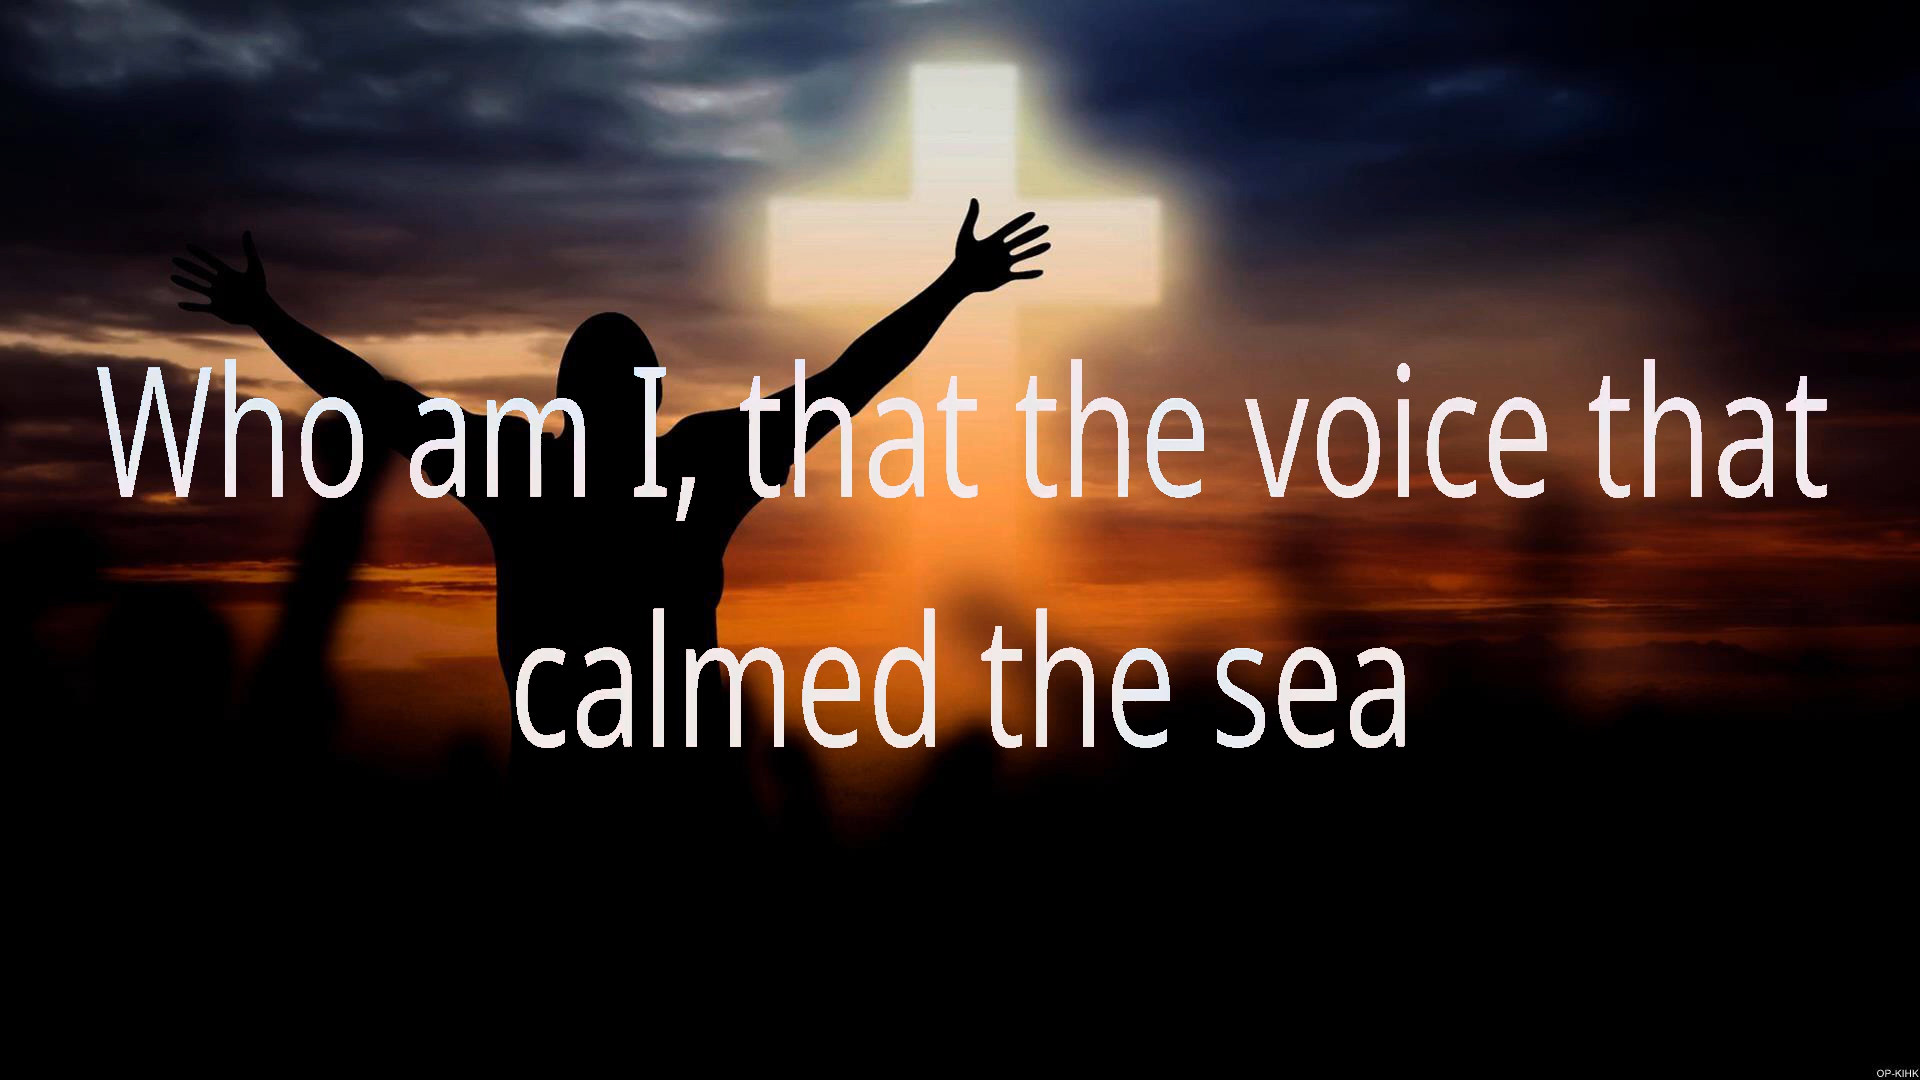 Who am I, that the voice that
calmed the sea
OP-KIHK